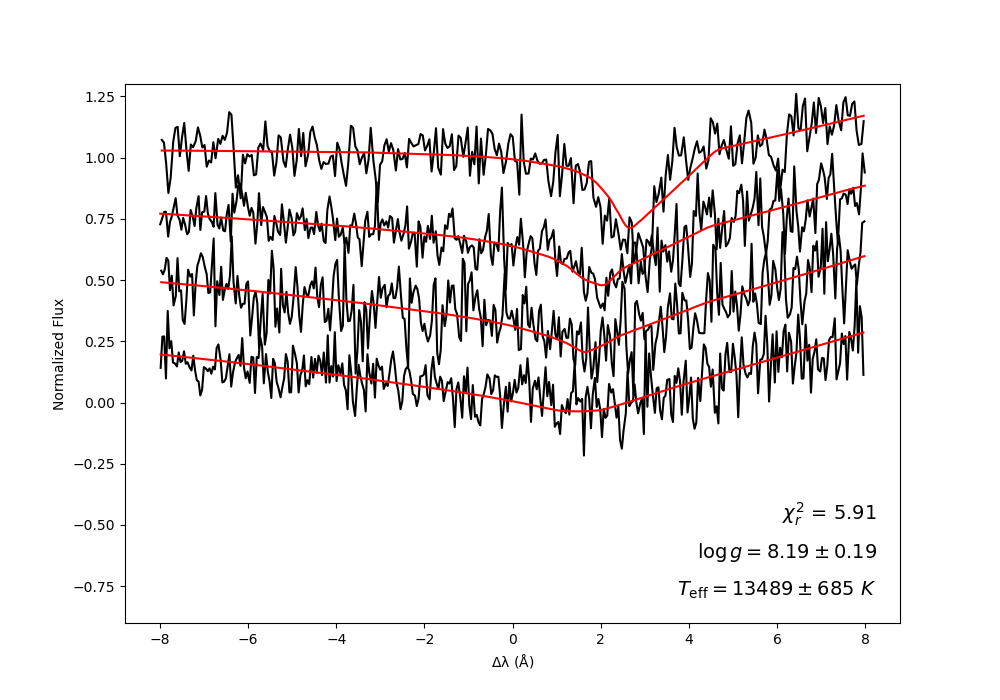 1.25
1.00
0.75
0.50
0.25
0.00
−0.25
−0.50
−0.75
Normalized Flux
χ²ᵣ = 5.91
log g = 8.19 ± 0.19
T_eff = 13489 ± 685 K
−8 −6 −4 −2 0 2 4 6 8
Δλ (Å)